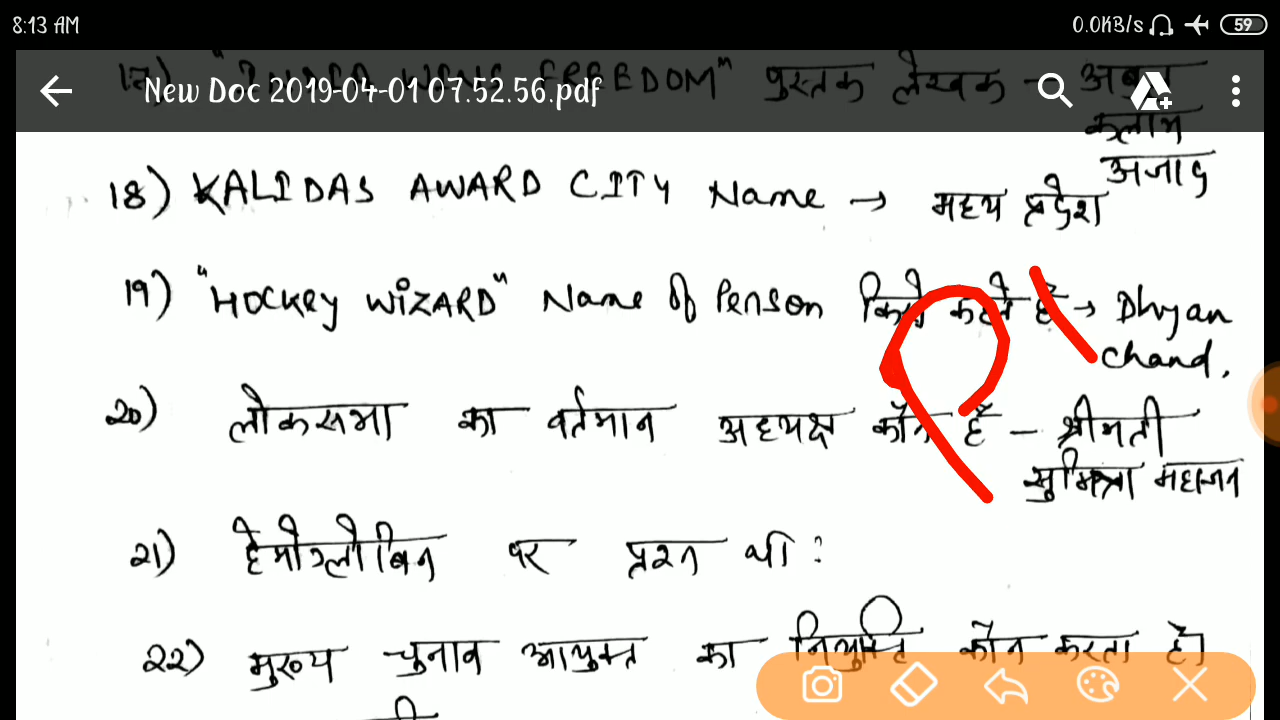 8:13 AM
0.0KB/s 59
New Doc 2019-04-01 07.52.56.pdf
17) FREEDOM" पुस्तक लेखक - अबुल
कलाम
अजाद
18) KALIDAS AWARD CITY Name → मध्य प्रदेश
19) "HOCKEY WIZARD" Name of Person किसे कहते है → Dhyan
Chand.
20) लोकसभा का वर्तमान अध्यक्ष कौन हैं - श्रीमती
सुमित्रा महाजन
21) हेमोग्लोबिन पर प्रश्न थी :
22) मुख्य चुनाव आयुक्त का नियुक्ति कौन करता है।